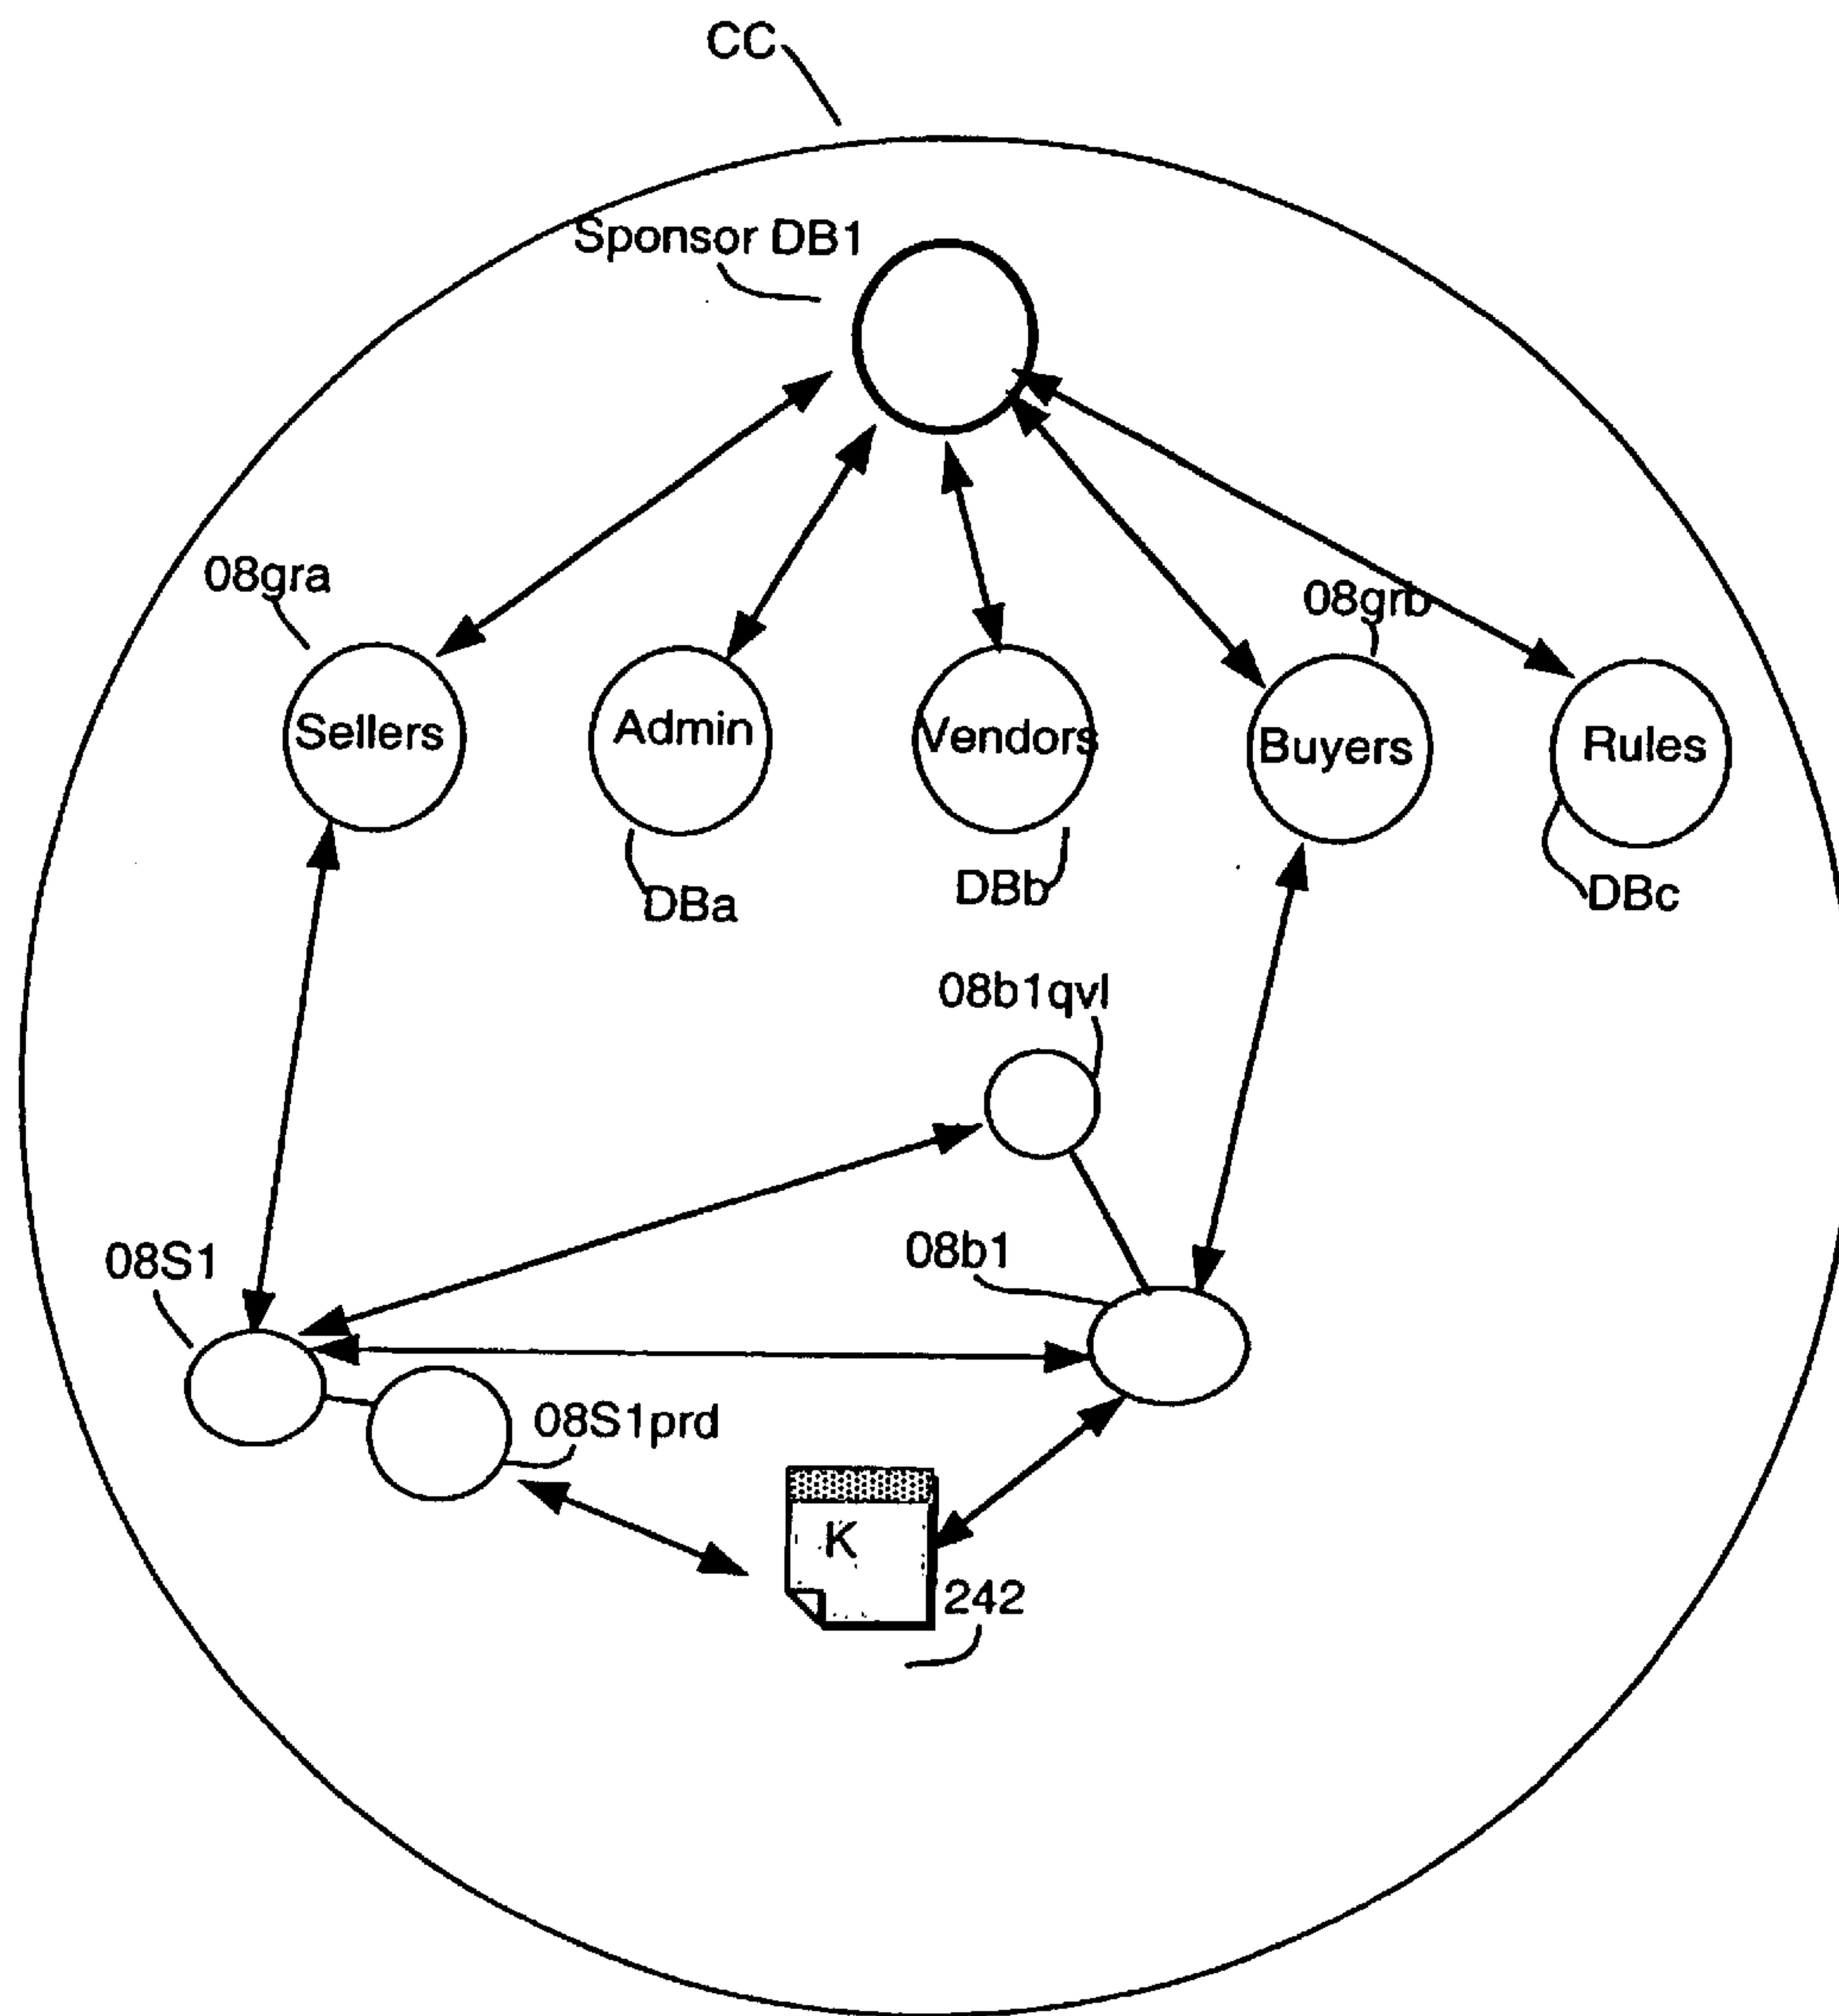 CC
Sponsor DB1
08gra
08grb
Sellers
Admin
Vendors
Buyers
Rules
DBa
DBb
DBc
08b1qvl
08S1
08b1
08S1prd
K
242